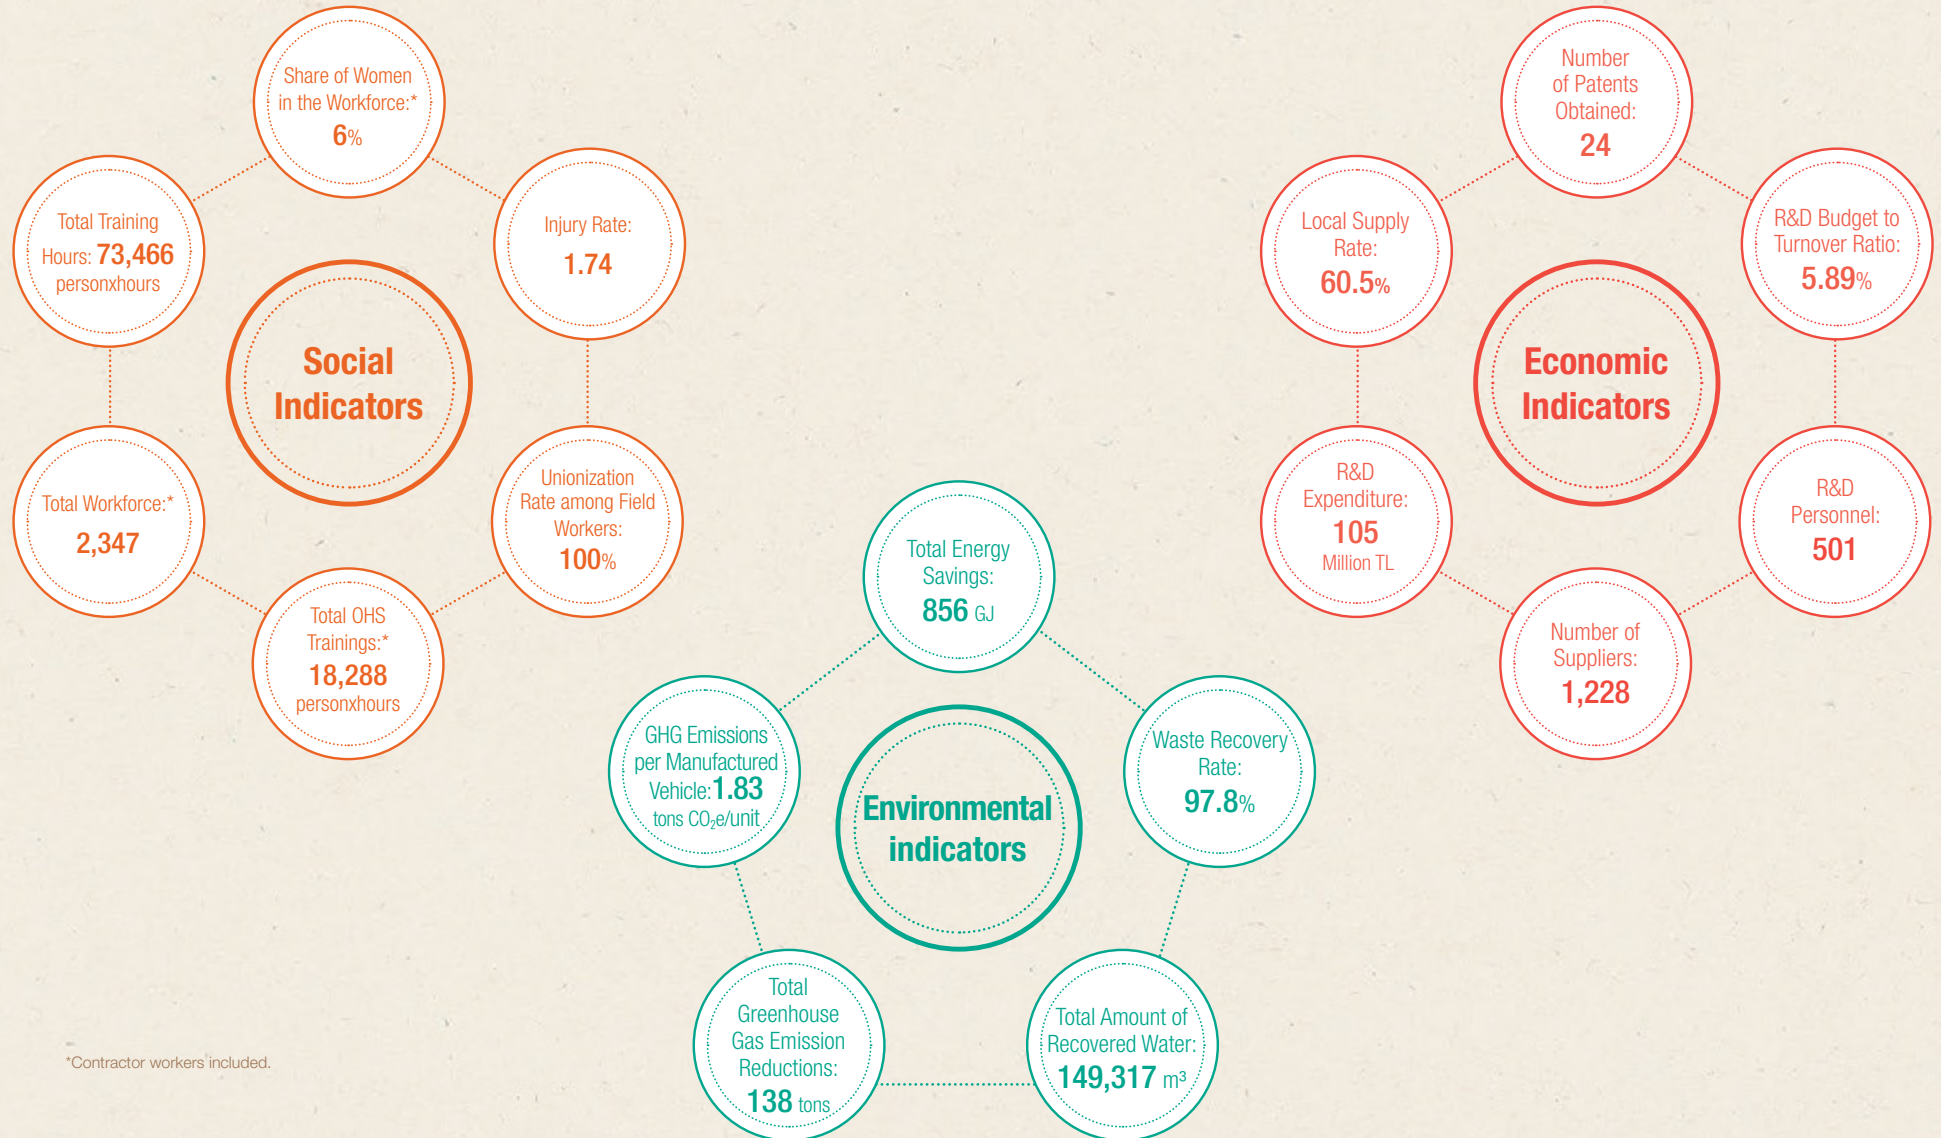 Share of Women
in the Workforce:*
6%
Total Training
Hours: 73,466
personxhours
Injury Rate:
1.74
Social
Indicators
Total Workforce:*
2,347
Unionization
Rate among Field
Workers:
100%
Total OHS
Trainings:*
18,288
personxhours
Number
of Patents
Obtained:
24
Local Supply
Rate:
60.5%
R&D Budget to
Turnover Ratio:
5.89%
Economic
Indicators
R&D
Expenditure:
105
Million TL
R&D
Personnel:
501
Number of
Suppliers:
1,228
Total Energy
Savings:
856 GJ
GHG Emissions
per Manufactured
Vehicle: 1.83
tons CO₂e/unit
Waste Recovery
Rate:
97.8%
Environmental
indicators
Total
Greenhouse
Gas Emission
Reductions:
138 tons
Total Amount of
Recovered Water:
149,317 m³
*Contractor workers included.